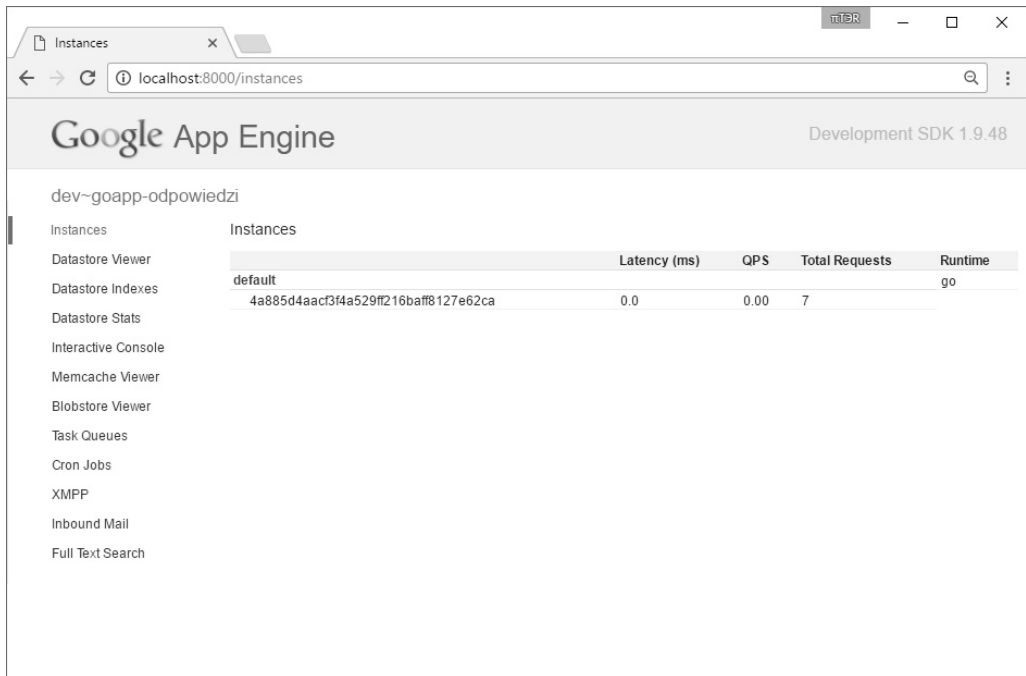 πT3R
Instances
localhost:8000/instances
Google App Engine
Development SDK 1.9.48
dev~goapp-odpowiedzi
Instances
Datastore Viewer
Datastore Indexes
Datastore Stats
Interactive Console
Memcache Viewer
Blobstore Viewer
Task Queues
Cron Jobs
XMPP
Inbound Mail
Full Text Search
Instances
Latency (ms) QPS Total Requests Runtime
default go
4a885d4aacf3f4a529ff216baff8127e62ca 0.0 0.00 7